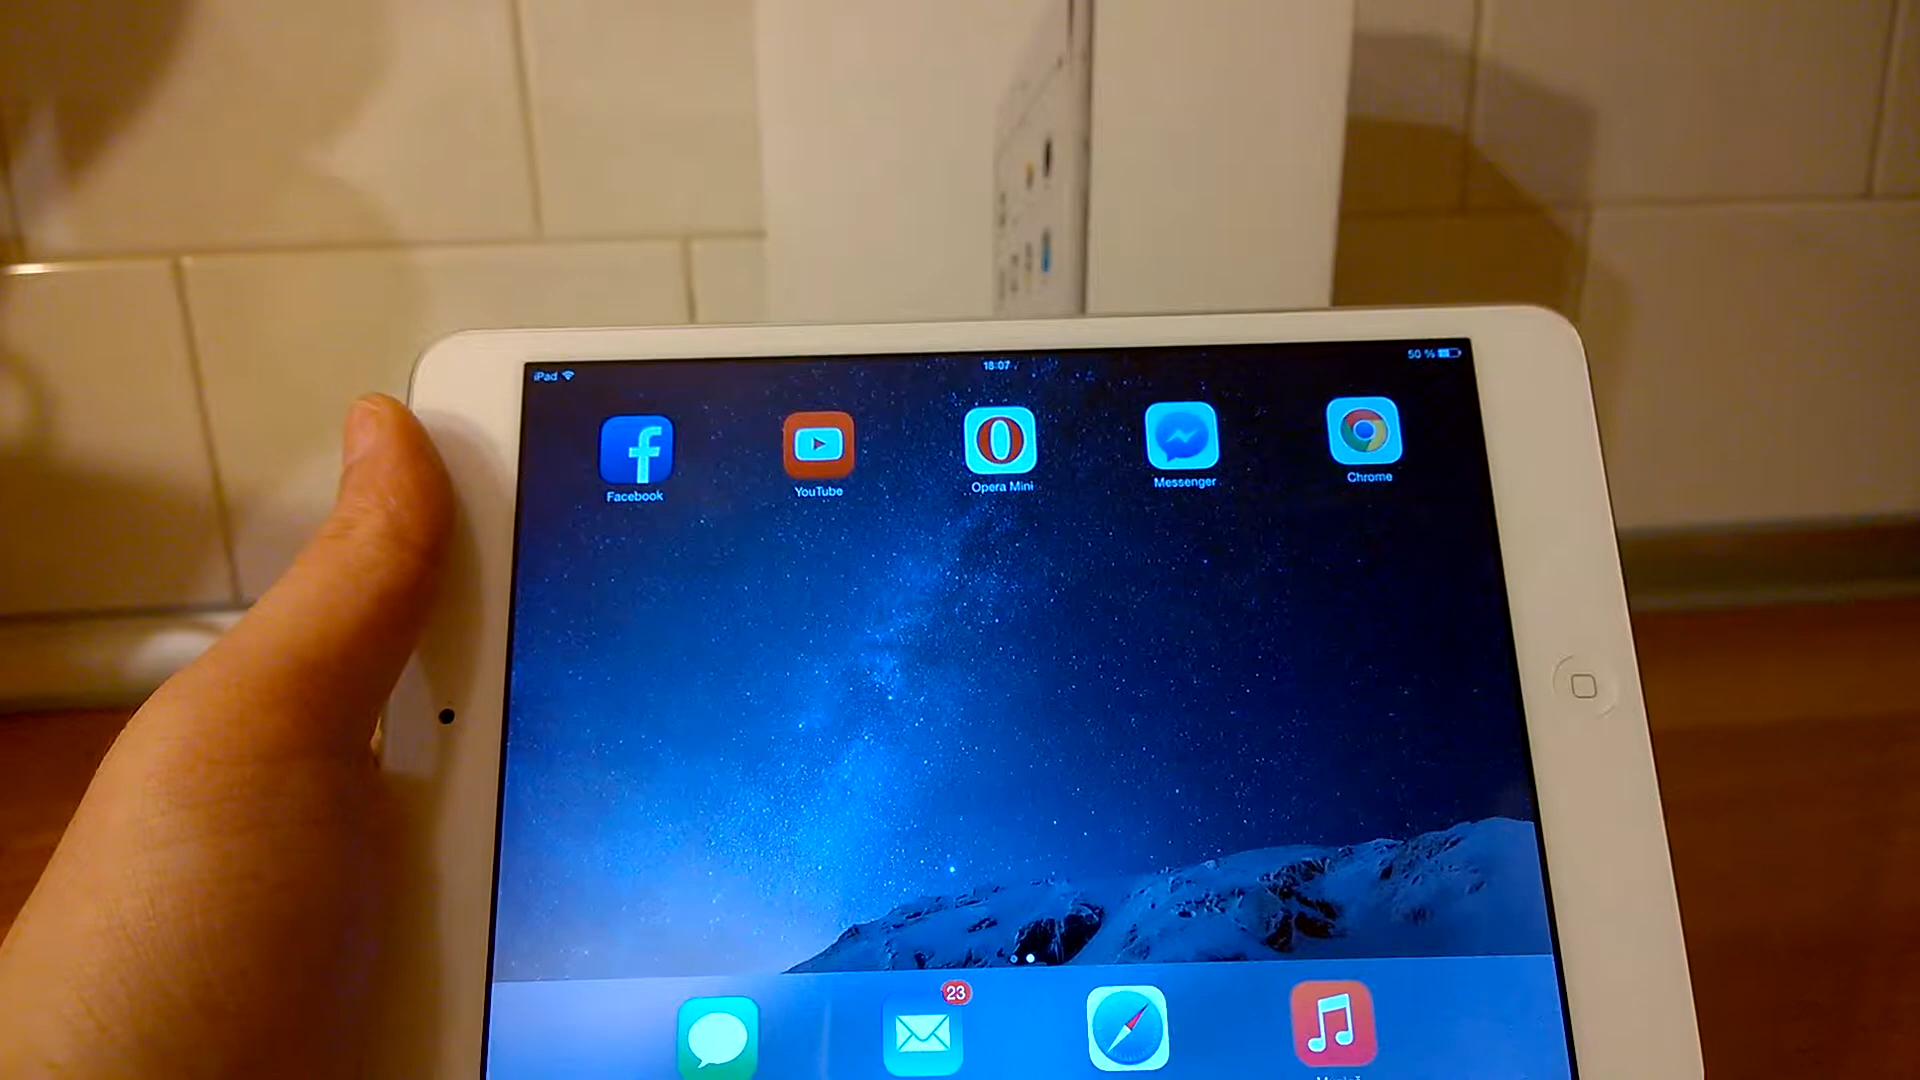 iPad
18:07
50 %
Facebook
YouTube
Opera Mini
Messenger
Chrome
23